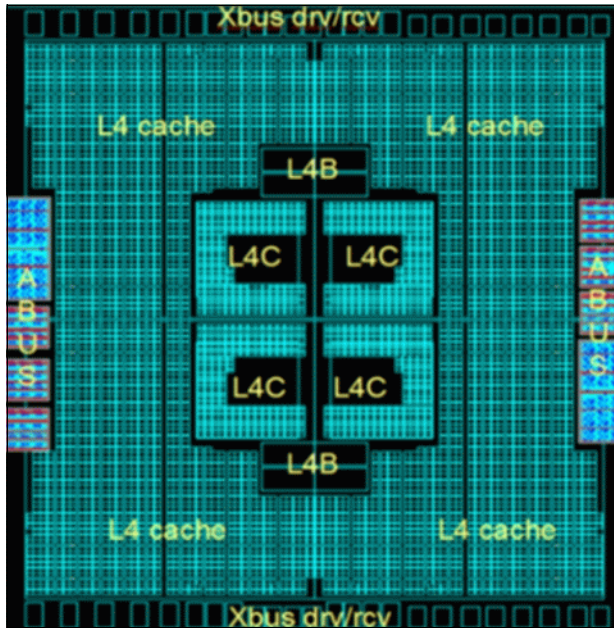 Xbus drv/rcv
L4 cache
L4 cache
L4B
L4C
L4C
A
B
U
S
A
B
U
S
L4C
L4C
L4B
L4 cache
L4 cache
Xbus drv/rcv